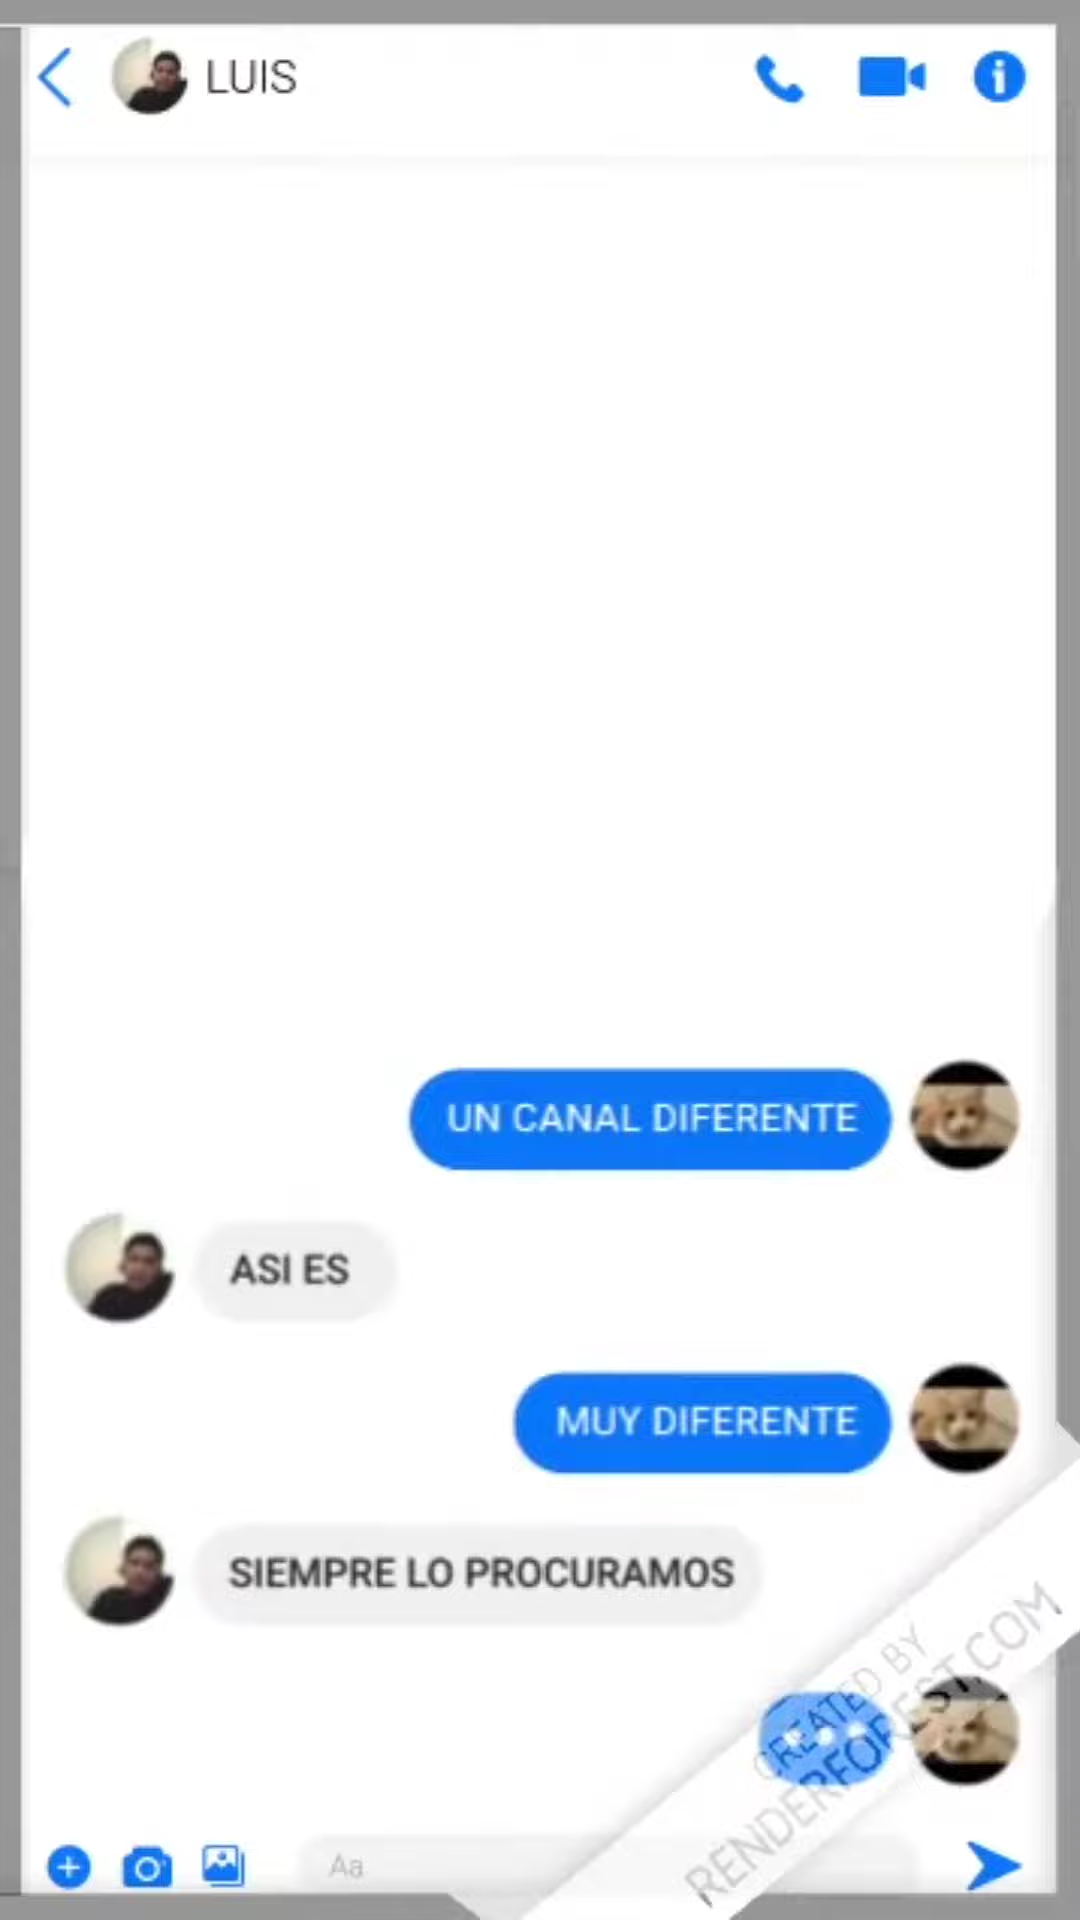 LUIS
UN CANAL DIFERENTE
ASI ES
MUY DIFERENTE
SIEMPRE LO PROCURAMOS
CREATED BY
RENDERFOREST.COM
Aa